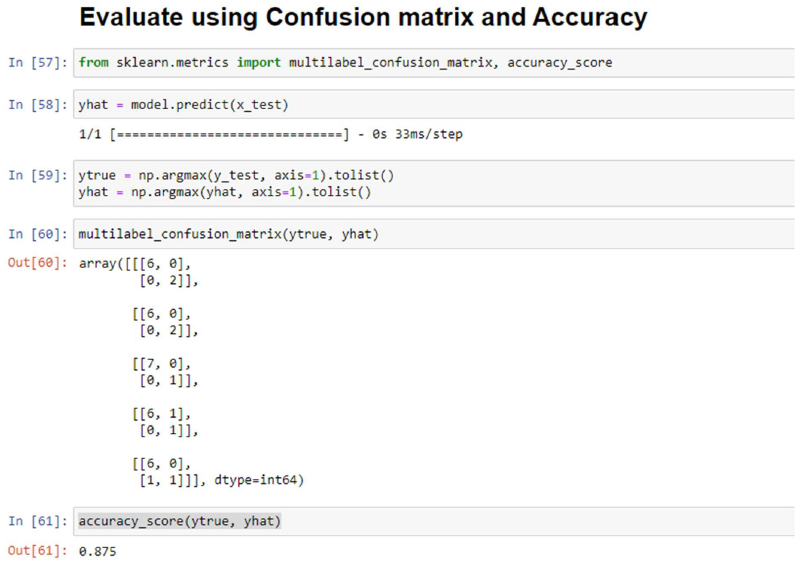 Evaluate using Confusion matrix and Accuracy
In [57]: from sklearn.metrics import multilabel_confusion_matrix, accuracy_score
In [58]: yhat = model.predict(x_test)
1/1 [==============================] - 0s 33ms/step
In [59]: ytrue = np.argmax(y_test, axis=1).tolist()
yhat = np.argmax(yhat, axis=1).tolist()
In [60]: multilabel_confusion_matrix(ytrue, yhat)
Out[60]: array([[[6, 0],
[0, 2]],
[[6, 0],
[0, 2]],
[[7, 0],
[0, 1]],
[[6, 1],
[0, 1]],
[[6, 0],
[1, 1]]], dtype=int64)
In [61]: accuracy_score(ytrue, yhat)
Out[61]: 0.875